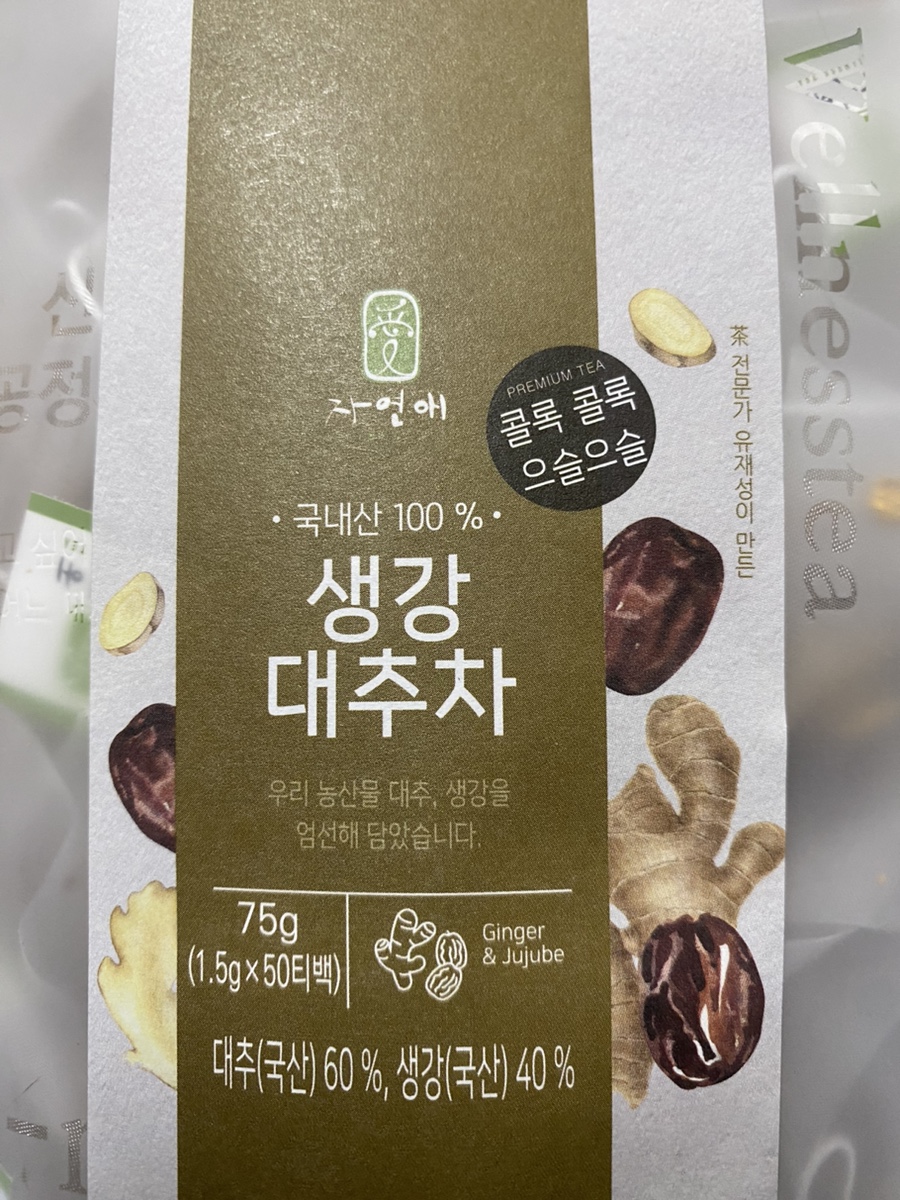 자연애
PREMIUM TEA
콜록 콜록
으슬으슬
茶 전문가 유재성이 만든
• 국내산 100 % •
생강
대추차
우리 농산물 대추, 생강을
엄선해 담았습니다.
75g
(1.5g×50티백)
Ginger
& Jujube
대추(국산) 60 %, 생강(국산) 40 %
Wellnesstea
산
공정